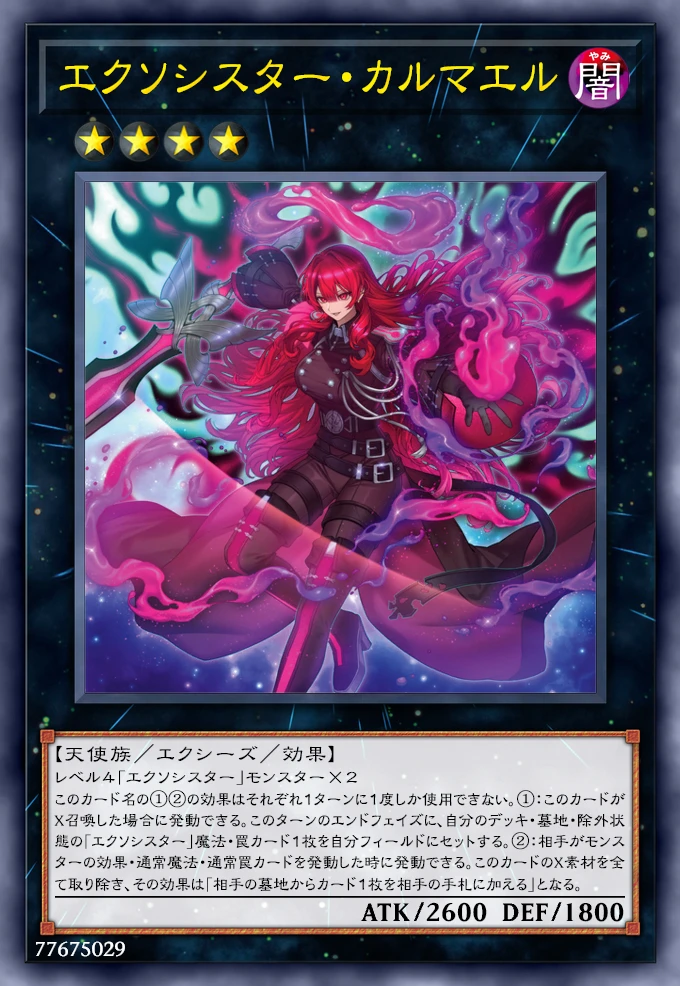 エクソシスター・カルマエル
やみ
闇
【天使族／エクシーズ／効果】
レベル４「エクソシスター」モンスター×２
このカード名の①②の効果はそれぞれ１ターンに１度しか使用できない。①：このカードが
Ｘ召喚した場合に発動できる。このターンのエンドフェイズに、自分のデッキ・墓地・除外状
態の「エクソシスター」魔法・罠カード１枚を自分フィールドにセットする。②：相手がモンス
ターの効果・通常魔法・通常罠カードを発動した時に発動できる。このカードのＸ素材を全
て取り除き、その効果は「相手の墓地からカード１枚を相手の手札に加える」となる。
ATK/2600 DEF/1800
77675029